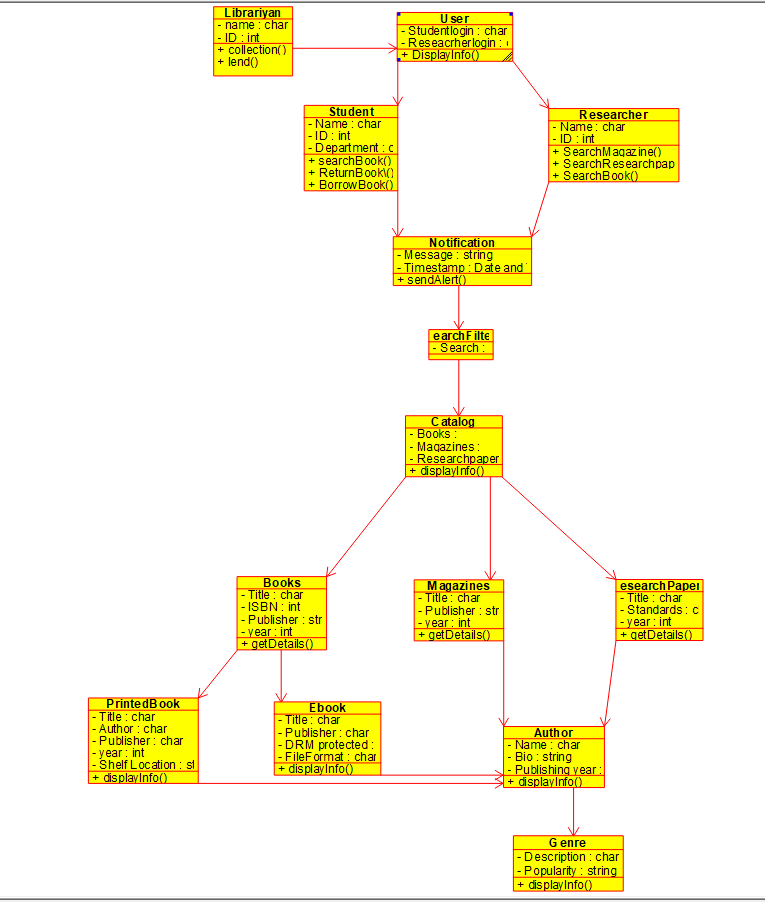 Librariyan
- name : char
- ID : int
+ collection()
+ lend()
User
- Studentlogin : char
- Reseacrherlogin :
+ DisplayInfo()
Student
- Name : char
- ID : int
- Department : c
+ searchBook()
+ ReturnBook\()
+ BorrowBook()
Researcher
- Name : char
- ID : int
+ SearchMagazine()
+ SearchResearchpap
+ SearchBook()
Notification
- Message : string
- Timestamp : Date and
+ sendAlert()
earchFilte
- Search :
Catalog
- Books :
- Magazines :
- Researchpaper
+ displayInfo()
Books
- Title : char
- ISBN : int
- Publisher : str
- year : int
+ getDetails()
Magazines
- Title : char
- Publisher : str
- year : int
+ getDetails()
esearchPaper
- Title : char
- Standards : c
- year : int
+ getDetails()
PrintedBook
- Title : char
- Author : char
- Publisher : char
- year : int
- Shelf Location : st
+ displayInfo()
Ebook
- Title : char
- Publisher : char
- DRM protected :
- FileFormat : char
+ displayInfo()
Author
- Name : char
- Bio : string
- Publishing year :
+ displayInfo()
Genre
- Description : char
- Popularity : string
+ displayInfo()